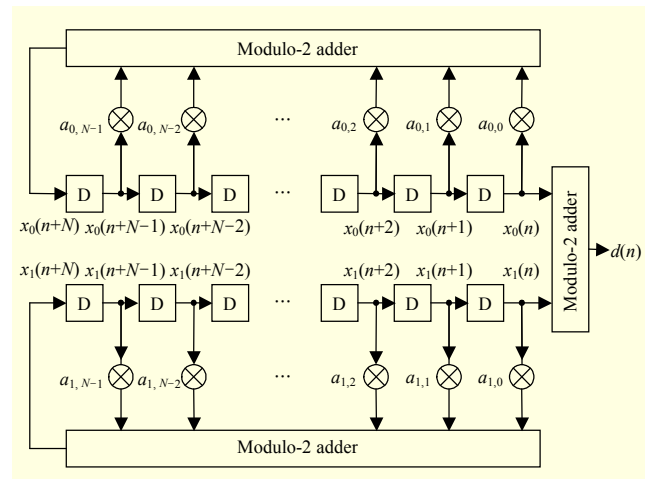 Modulo-2 adder
a0, N−1 a0, N−2 ... a0,2 a0,1 a0,0
D D D ... D D D
x0(n+N) x0(n+N−1) x0(n+N−2) x0(n+2) x0(n+1) x0(n)
Modulo-2 adder
d(n)
x1(n+N) x1(n+N−1) x1(n+N−2) x1(n+2) x1(n+1) x1(n)
D D D ... D D D
a1, N−1 a1, N−2 ... a1,2 a1,1 a1,0
Modulo-2 adder